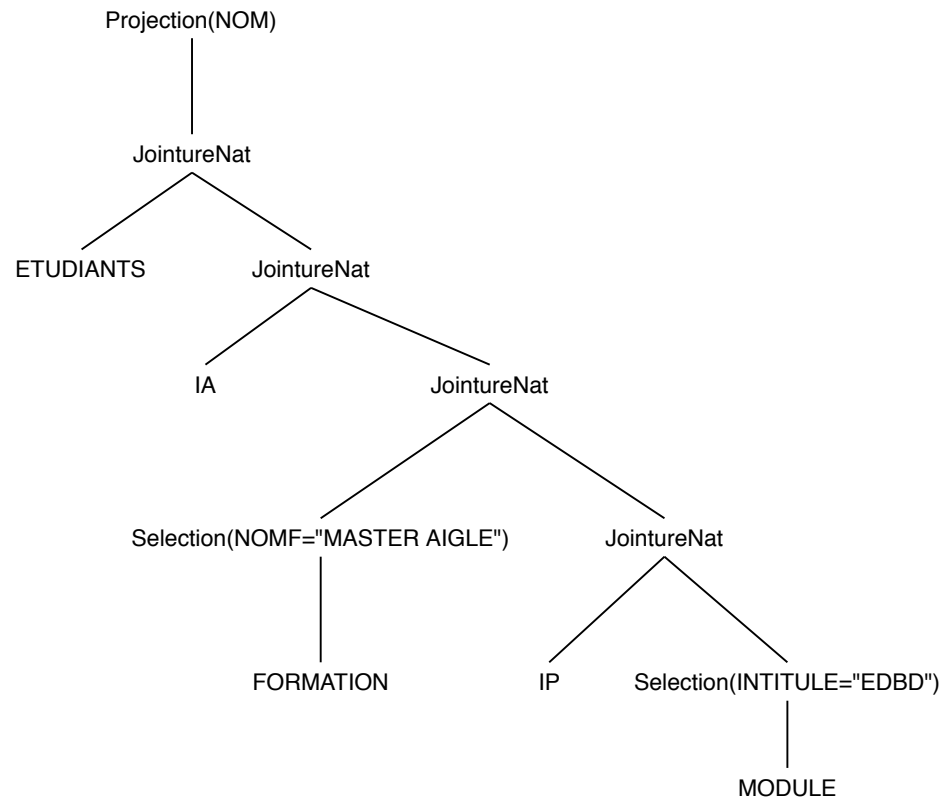 Projection(NOM)
JointureNat
ETUDIANTS
JointureNat
IA
JointureNat
Selection(NOMF="MASTER AIGLE")
JointureNat
FORMATION
IP
Selection(INTITULE="EDBD")
MODULE